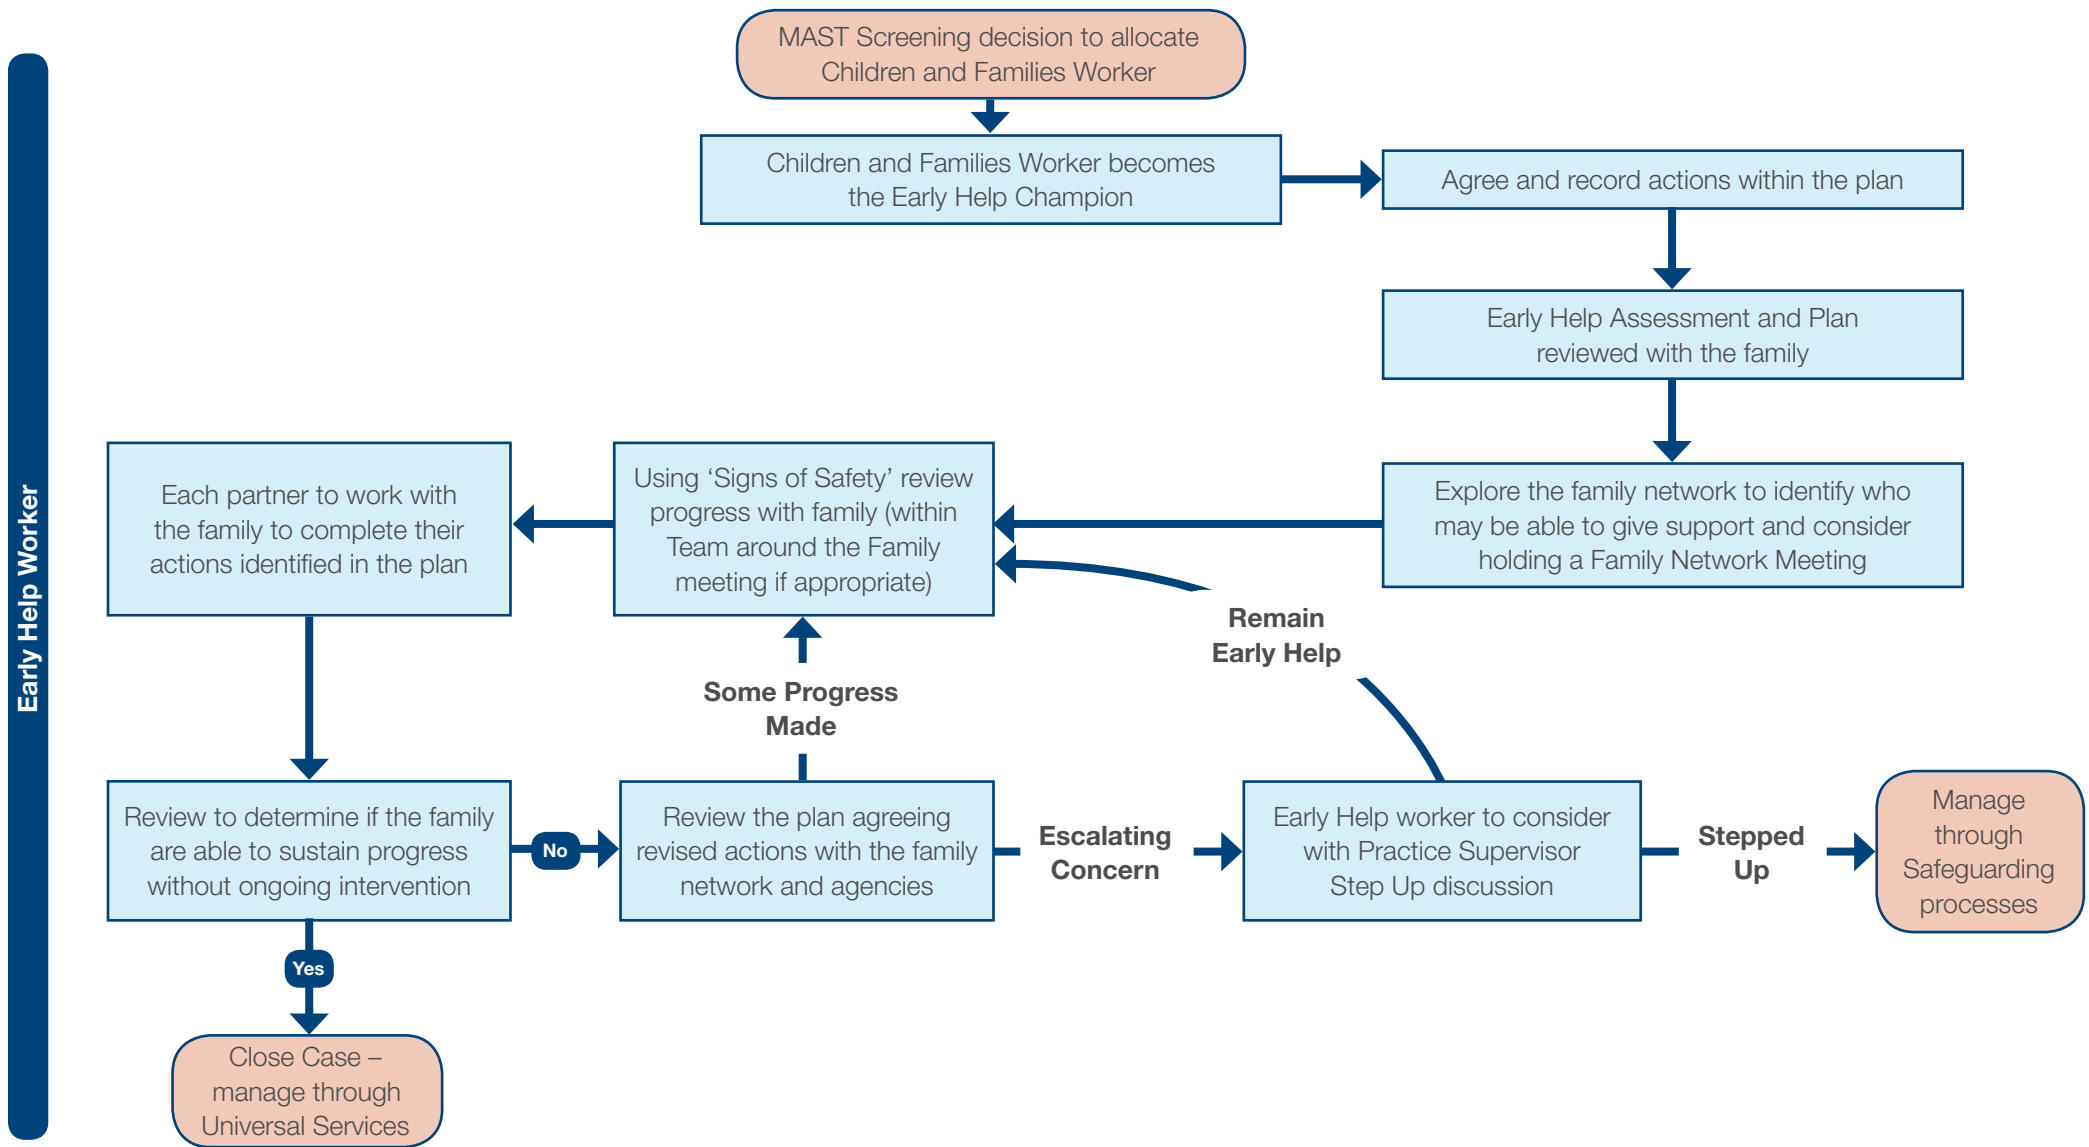 Early Help Worker
MAST Screening decision to allocate
Children and Families Worker
Children and Families Worker becomes
the Early Help Champion
Agree and record actions within the plan
Early Help Assessment and Plan
reviewed with the family
Explore the family network to identify who
may be able to give support and consider
holding a Family Network Meeting
Using ‘Signs of Safety’ review
progress with family (within
Team around the Family
meeting if appropriate)
Each partner to work with
the family to complete their
actions identified in the plan
Review to determine if the family
are able to sustain progress
without ongoing intervention
Yes
Close Case –
manage through
Universal Services
No
Review the plan agreeing
revised actions with the family
network and agencies
Some Progress
Made
Escalating
Concern
Early Help worker to consider
with Practice Supervisor
Step Up discussion
Remain
Early Help
Stepped
Up
Manage
through
Safeguarding
processes